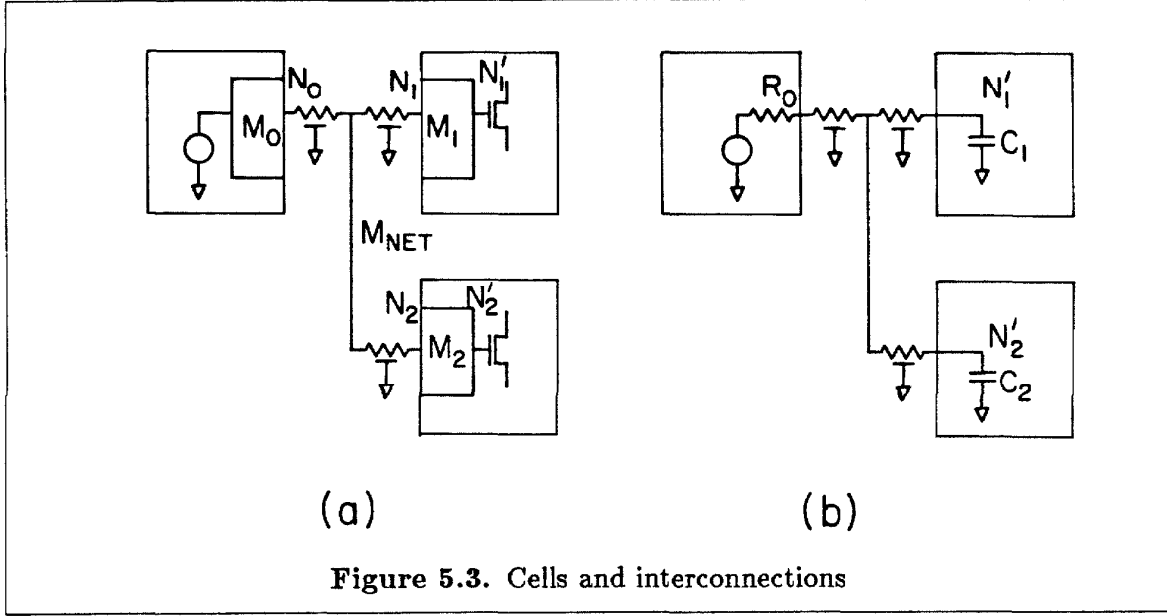 N₀
N₁
N₁′
M₀
M₁
M_NET
N₂
N₂′
M₂
(a)
R₀
N₁′
C₁
N₂′
C₂
(b)
Figure 5.3. Cells and interconnections